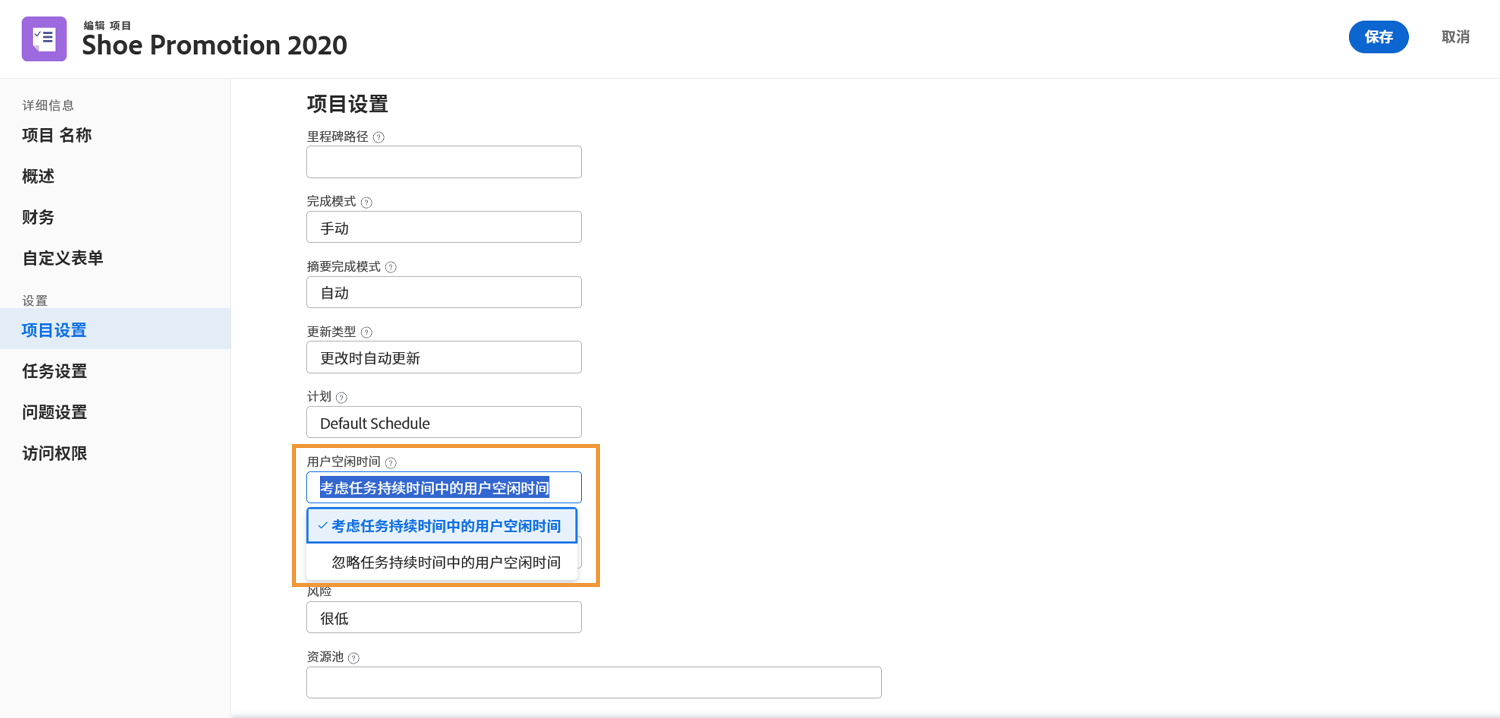 编辑 项目
Shoe Promotion 2020
保存
取消
详细信息
项目 名称
概述
财务
自定义表单
设置
项目设置
任务设置
问题设置
访问权限
项目设置
里程碑路径
完成模式
手动
摘要完成模式
自动
更新类型
更改时自动更新
计划
Default Schedule
用户空闲时间
考虑任务持续时间中的用户空闲时间
考虑任务持续时间中的用户空闲时间
忽略任务持续时间中的用户空闲时间
风险
很低
资源池